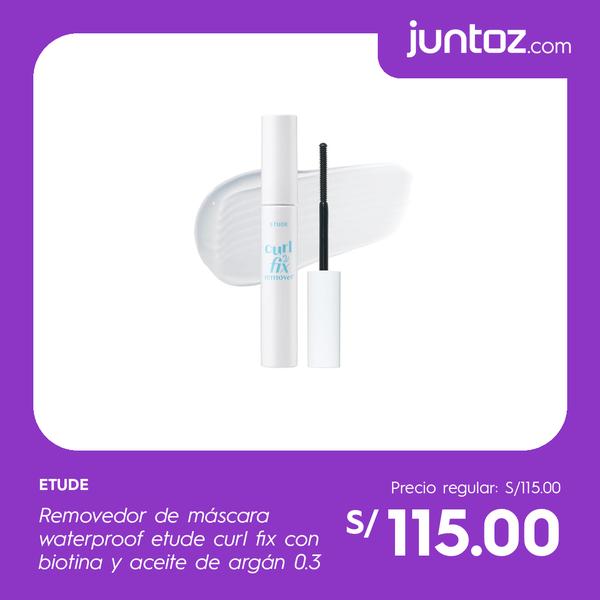 juntoz.com
ETUDE
curl
fix
remover
ETUDE
Removedor de máscara
waterproof etude curl fix con
biotina y aceite de argán 0.3
Precio regular: S/115.00
S/115.00